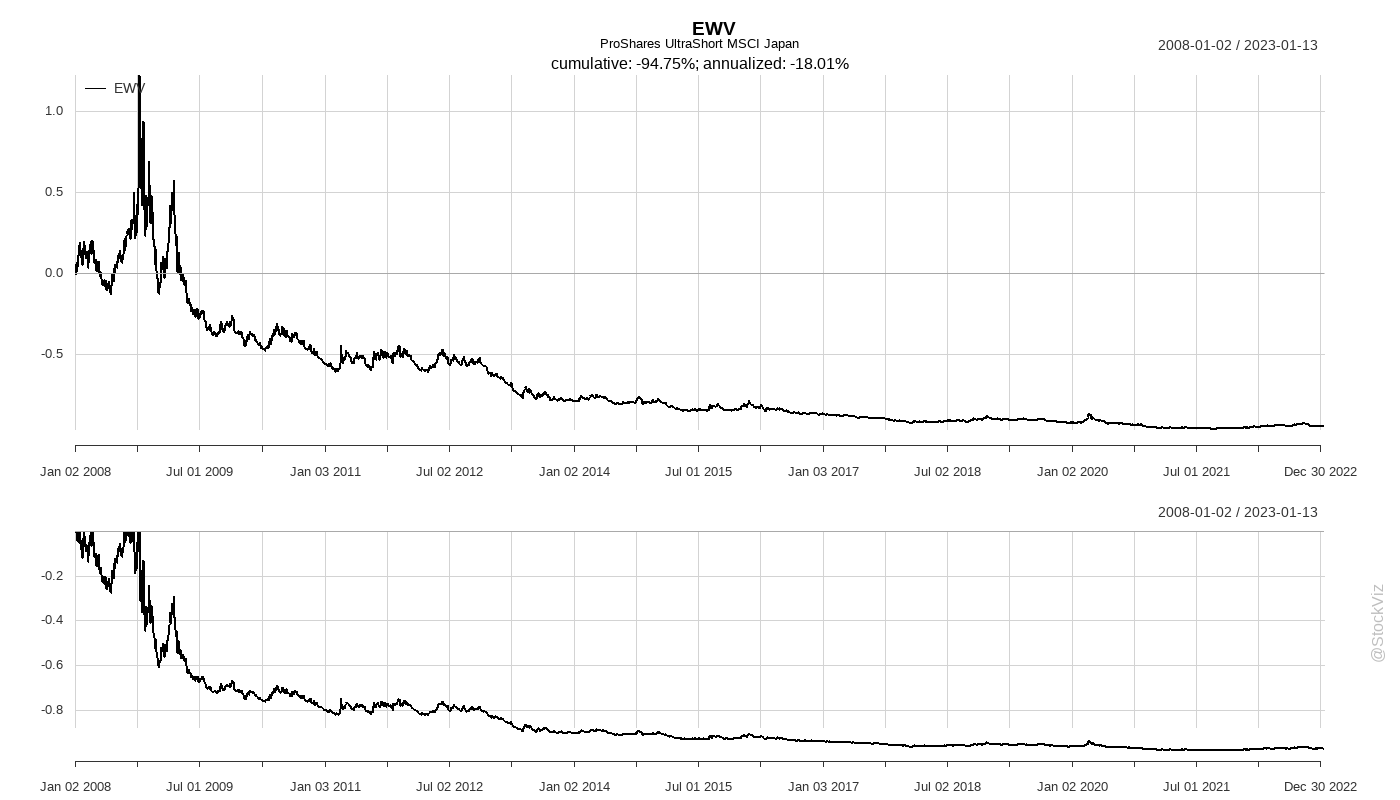 EWV
ProShares UltraShort MSCI Japan
2008-01-02 / 2023-01-13
cumulative: -94.75%; annualized: -18.01%
EWV
1.0
0.5
0.0
-0.5
Jan 02 2008 Jul 01 2009 Jan 03 2011 Jul 02 2012 Jan 02 2014 Jul 01 2015 Jan 03 2017 Jul 02 2018 Jan 02 2020 Jul 01 2021 Dec 30 2022
2008-01-02 / 2023-01-13
-0.2
-0.4
-0.6
-0.8
@StockViz
Jan 02 2008 Jul 01 2009 Jan 03 2011 Jul 02 2012 Jan 02 2014 Jul 01 2015 Jan 03 2017 Jul 02 2018 Jan 02 2020 Jul 01 2021 Dec 30 2022